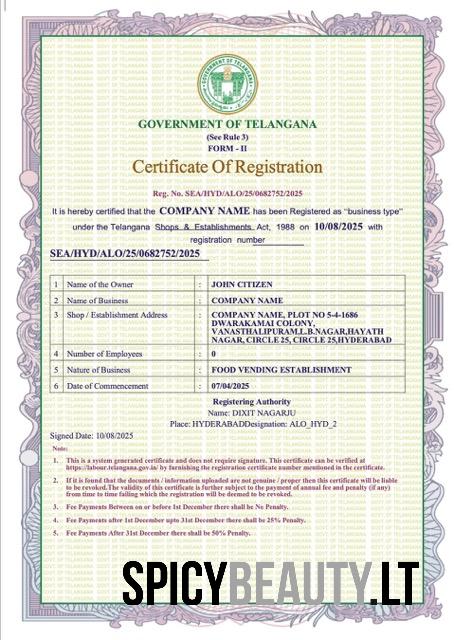 GOVERNMENT OF TELANGANA
(See Rule 3)
FORM - II
Certificate Of Registration
Reg. No. SEA/HYD/ALO/25/0682752/2025
It is hereby certified that the COMPANY NAME has been Registered as "business type"
under the Telangana Shops & Establishments Act, 1988 on 10/08/2025 with
registration number
SEA/HYD/ALO/25/0682752/2025
1 Name of the Owner : JOHN CITIZEN
2 Name of Business : COMPANY NAME
3 Shop / Establishment Address : COMPANY NAME, PLOT NO 5-4-1686
DWARAKAMAI COLONY,
VANASTHALIPURAM,L.B.NAGAR,HAYATH
NAGAR, CIRCLE 25, CIRCLE 25,HYDERABAD
4 Number of Employees : 0
5 Nature of Business : FOOD VENDING ESTABLISHMENT
6 Date of Commencement : 07/04/2025
Registering Authority
Name: DIXIT NAGARJU
Place: HYDERABADDesignation: ALO_HYD_2
Signed Date: 10/08/2025
Note:
1. This is a system generated certificate and does not require signature. This certificate can be verified at
https://labour.telangana.gov.in/ by furnishing the registration certificate number mentioned in the certificate.
2. If it is found that the documents / information uploaded are not genuine / proper then this certificate will be liable
to be revoked.The validity of this certificate is further subject to the payment of annual fee and penalty (if any)
from time to time failing which the registration will be deemed to be revoked.
3. Fee Payments Between on or before 1st December there shall be No Penalty.
4. Fee Payments after 1st December upto 31st December there shall be 25% Penalty.
5. Fee Payments After 31st December there shall be 50% Penalty.
SPICYBEAUTY.LT